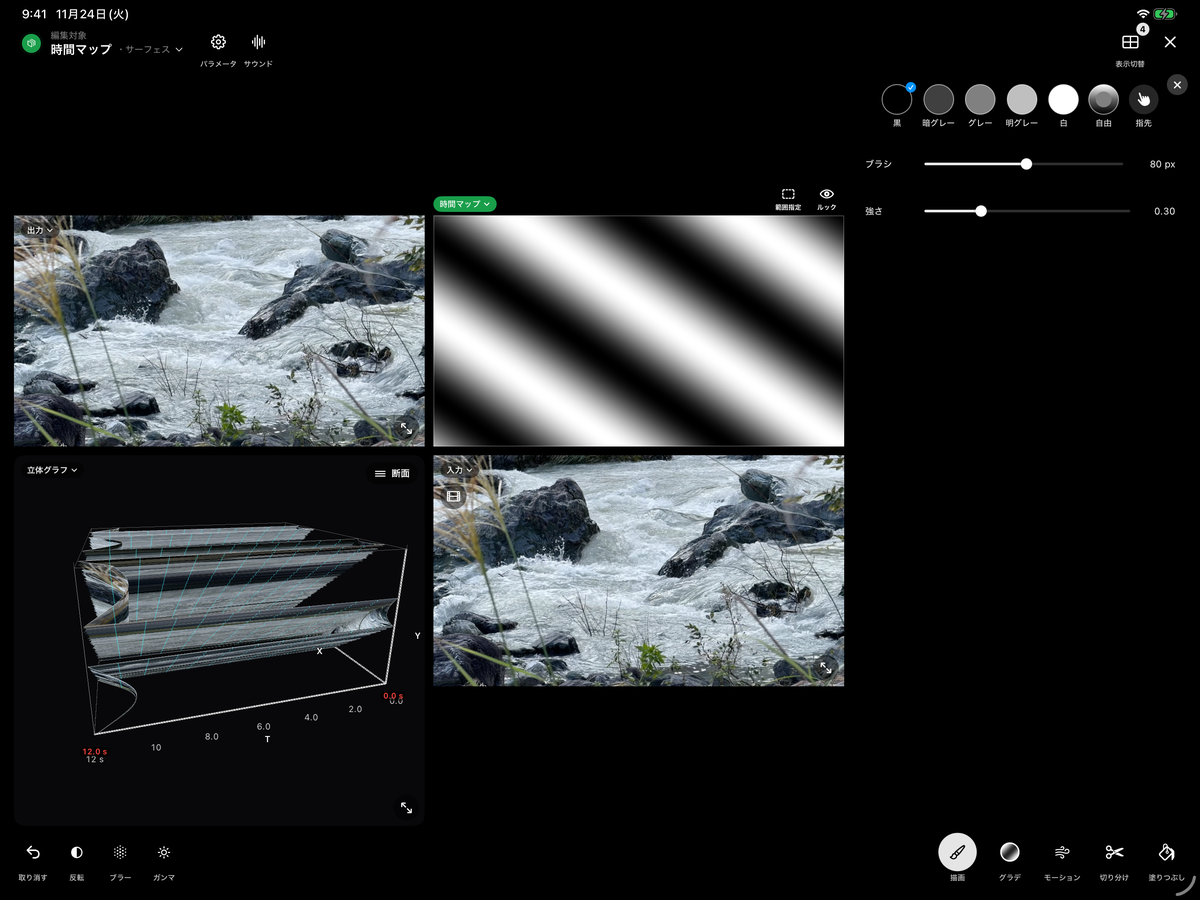 9:41 11月24日(火)
編集対象
時間マップ ・サーフェス
パラメータ
サウンド
4
表示切替
黒
暗グレー
グレー
明グレー
白
自由
指先
ブラシ
80 px
強さ
0.30
出力
時間マップ
範囲指定
ルック
立体グラフ
断面
X
Y
T
0.0 s
0.0
2.0
4.0
6.0
8.0
10
12.0 s
12 s
入力
取り消す
反転
ブラー
ガンマ
描画
グラデ
モーション
切り分け
塗りつぶし